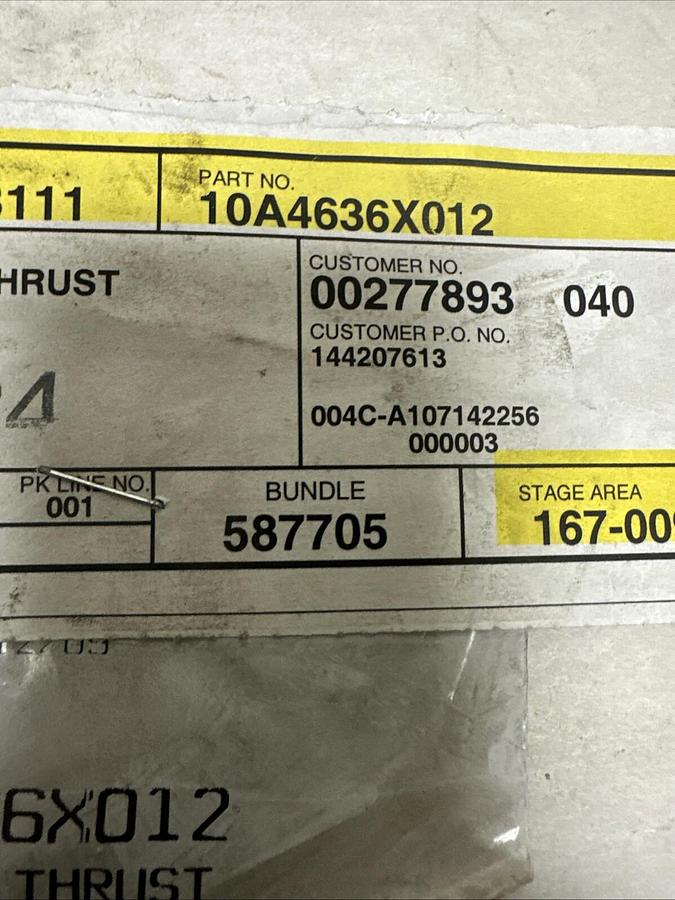 111
PART NO.
10A4636X012
HRUST
CUSTOMER NO.
00277893 040
CUSTOMER P.O. NO.
144207613
004C-A107142256
000003
PK LINE NO.
001
BUNDLE
587705
STAGE AREA
167-00
6X012
THRUST